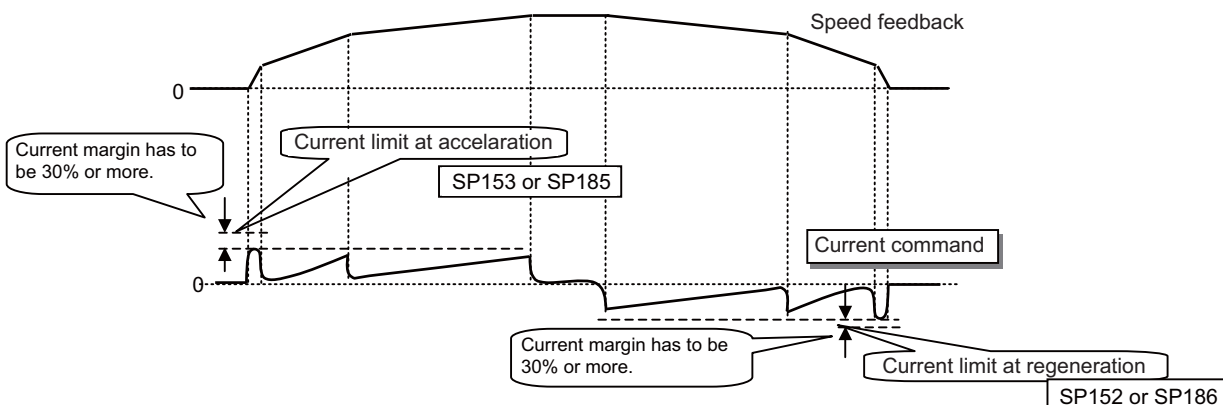 Speed feedback
0
Current margin has to
be 30% or more.
Current limit at accelaration
SP153 or SP185
Current command
0
Current margin has to be
30% or more.
Current limit at regeneration
SP152 or SP186